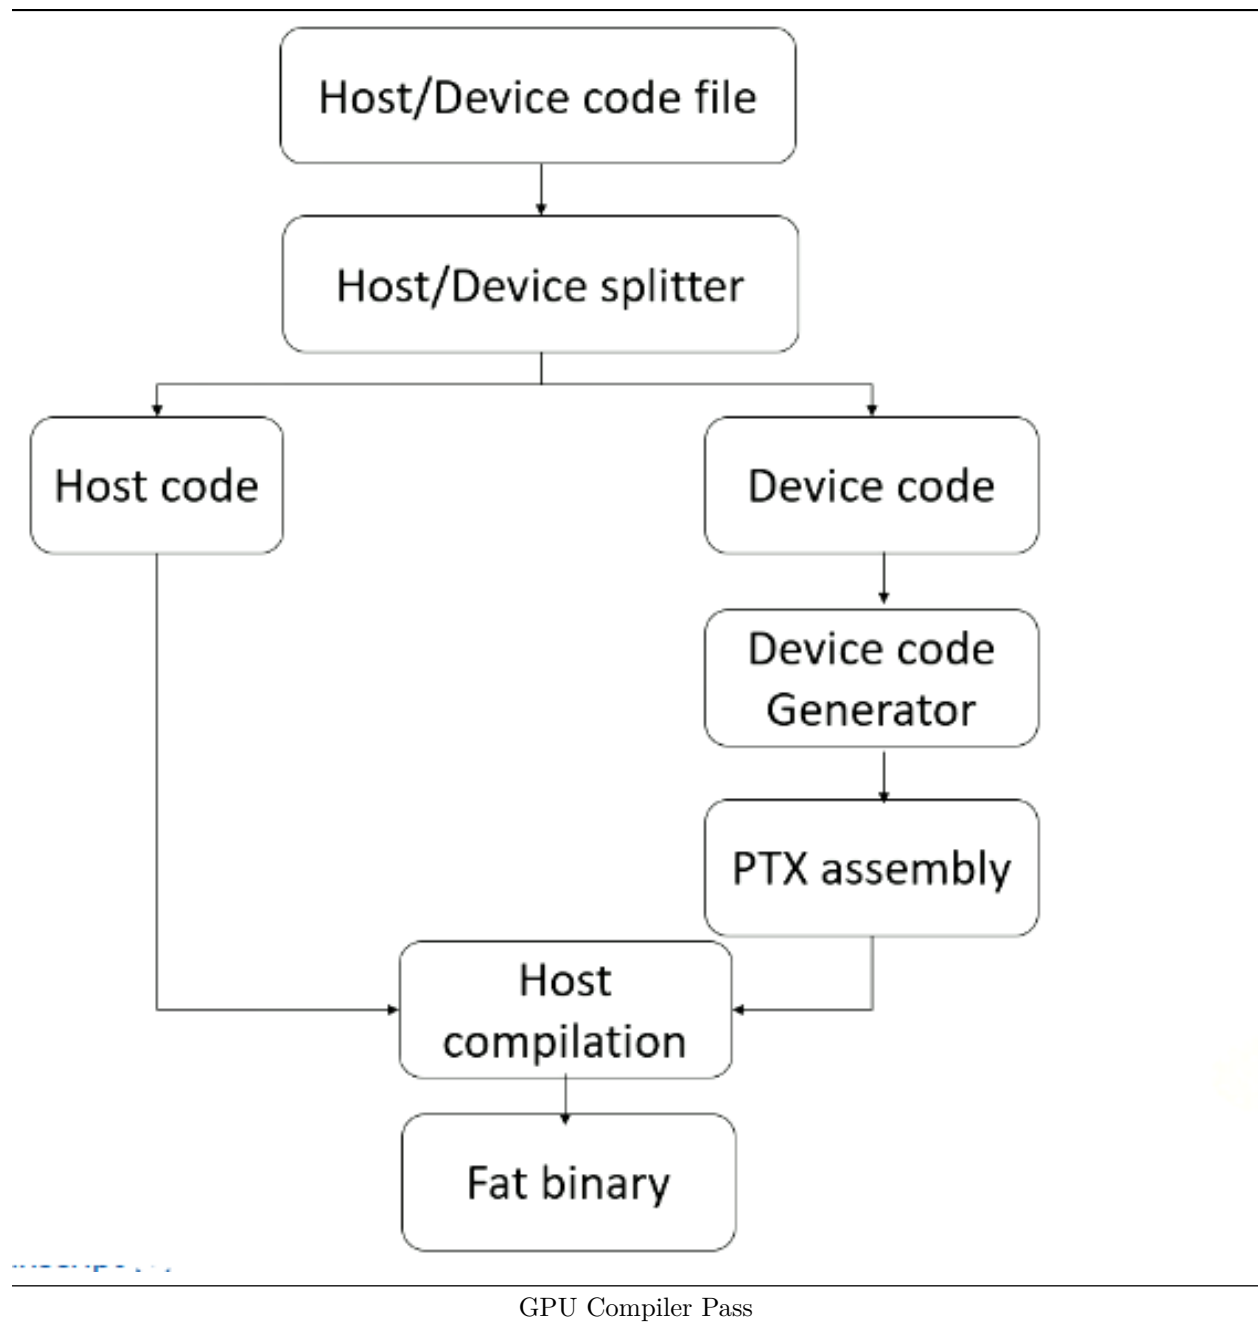 Host/Device code file
Host/Device splitter
Host code
Device code
Device code
Generator
PTX assembly
Host
compilation
Fat binary
GPU Compiler Pass